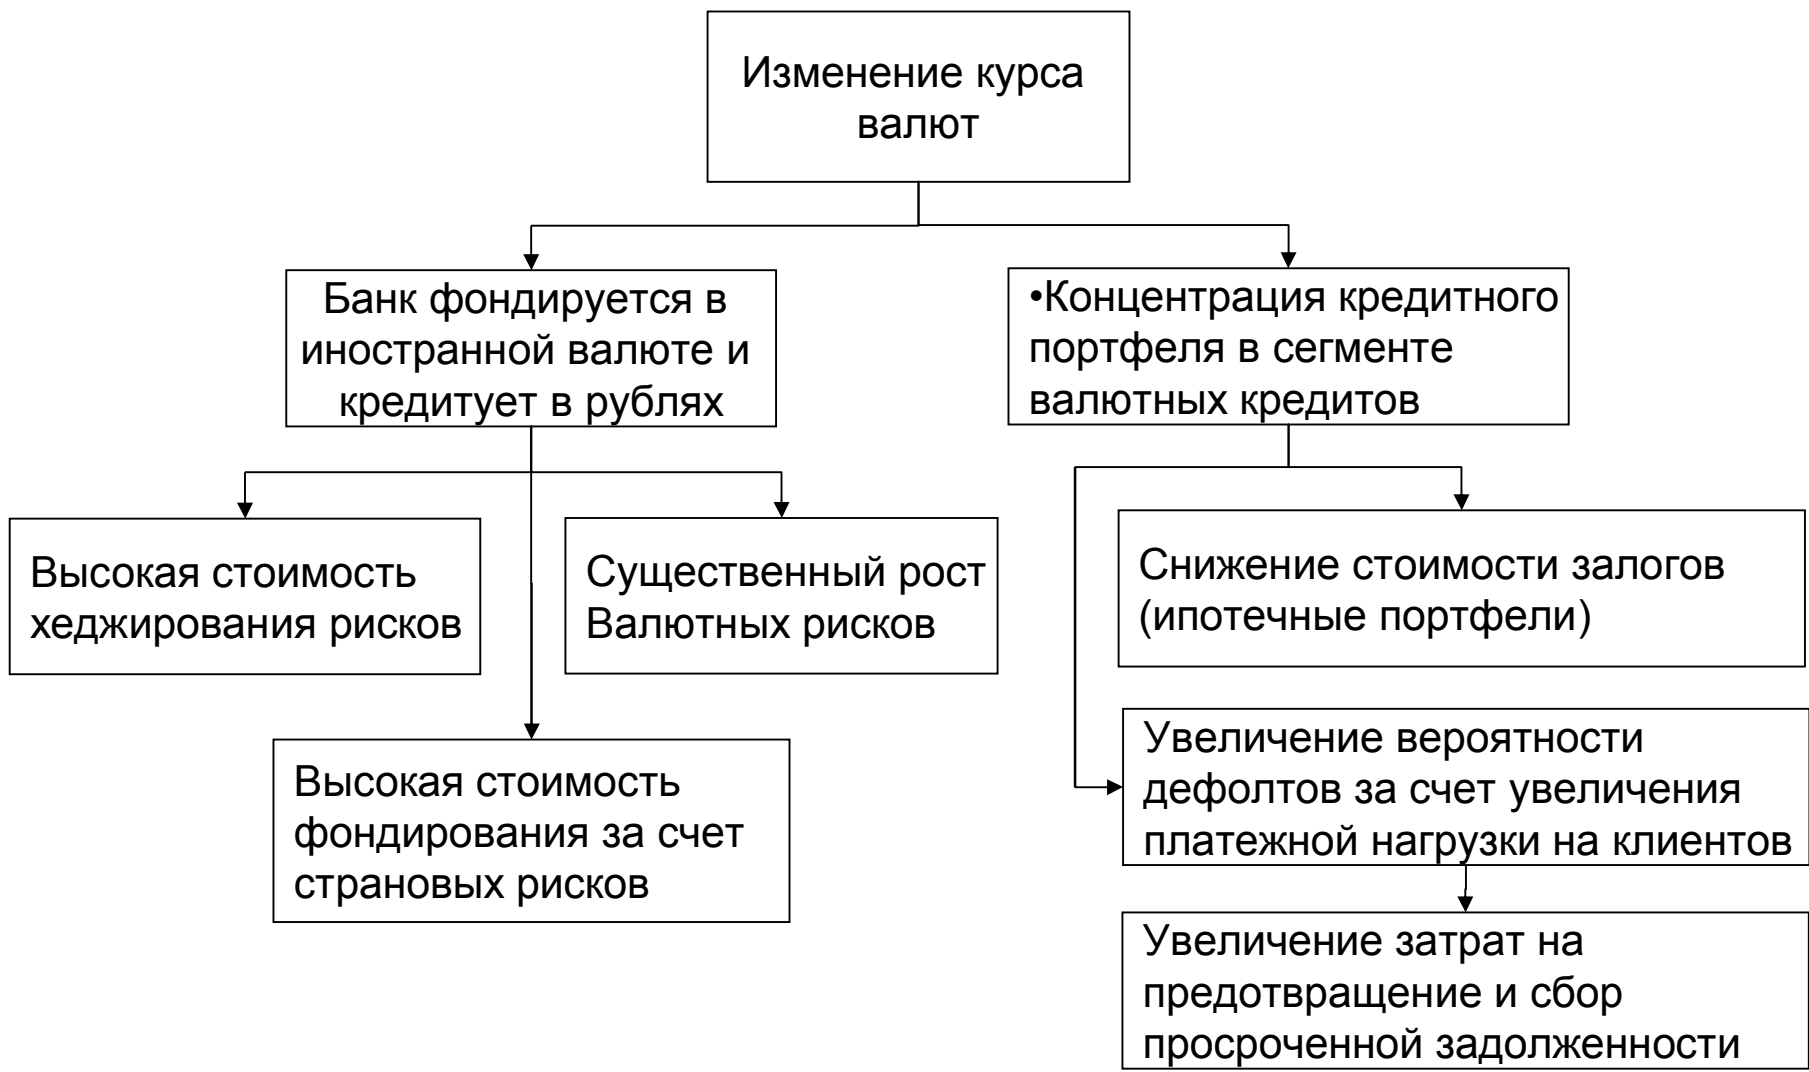 Изменение курса
валют
Банк фондируется в
иностранной валюте и
кредитует в рублях
•Концентрация кредитного
портфеля в сегменте
валютных кредитов
Высокая стоимость
хеджирования рисков
Существенный рост
Валютных рисков
Высокая стоимость
фондирования за счет
страновых рисков
Снижение стоимости залогов
(ипотечные портфели)
Увеличение вероятности
дефолтов за счет увеличения
платежной нагрузки на клиентов
Увеличение затрат на
предотвращение и сбор
просроченной задолженности